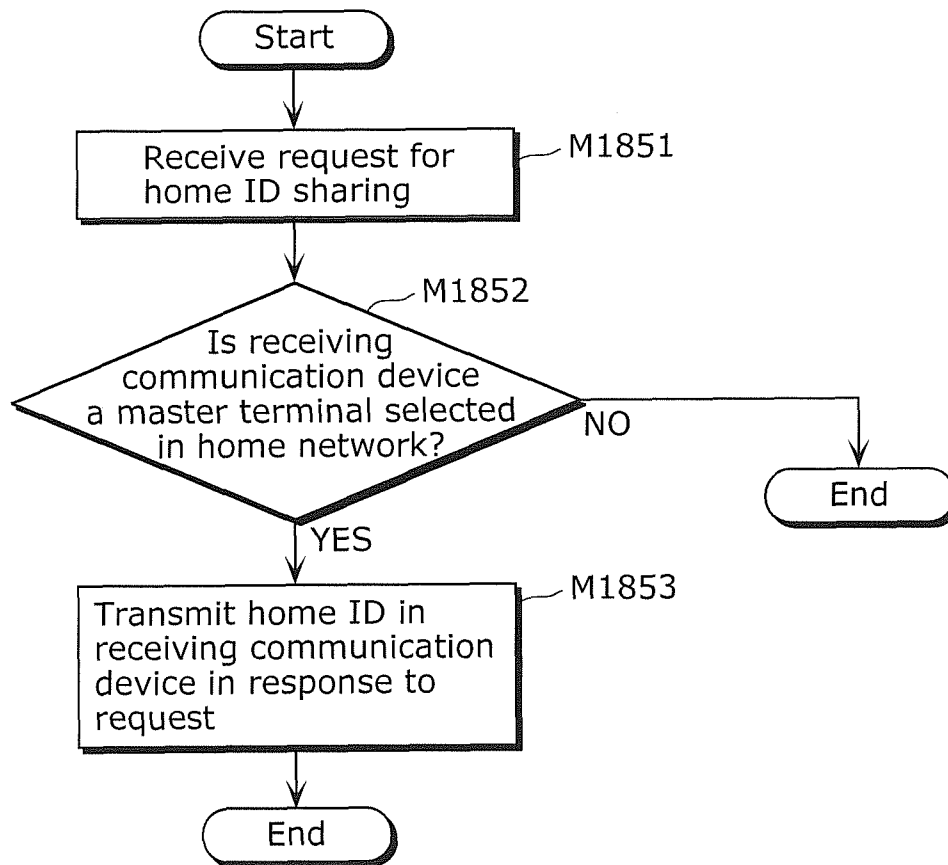 Start
Receive request for
home ID sharing
M1851
M1852
Is receiving
communication device
a master terminal selected
in home network?
NO
End
YES
M1853
Transmit home ID in
receiving communication
device in response to
request
End